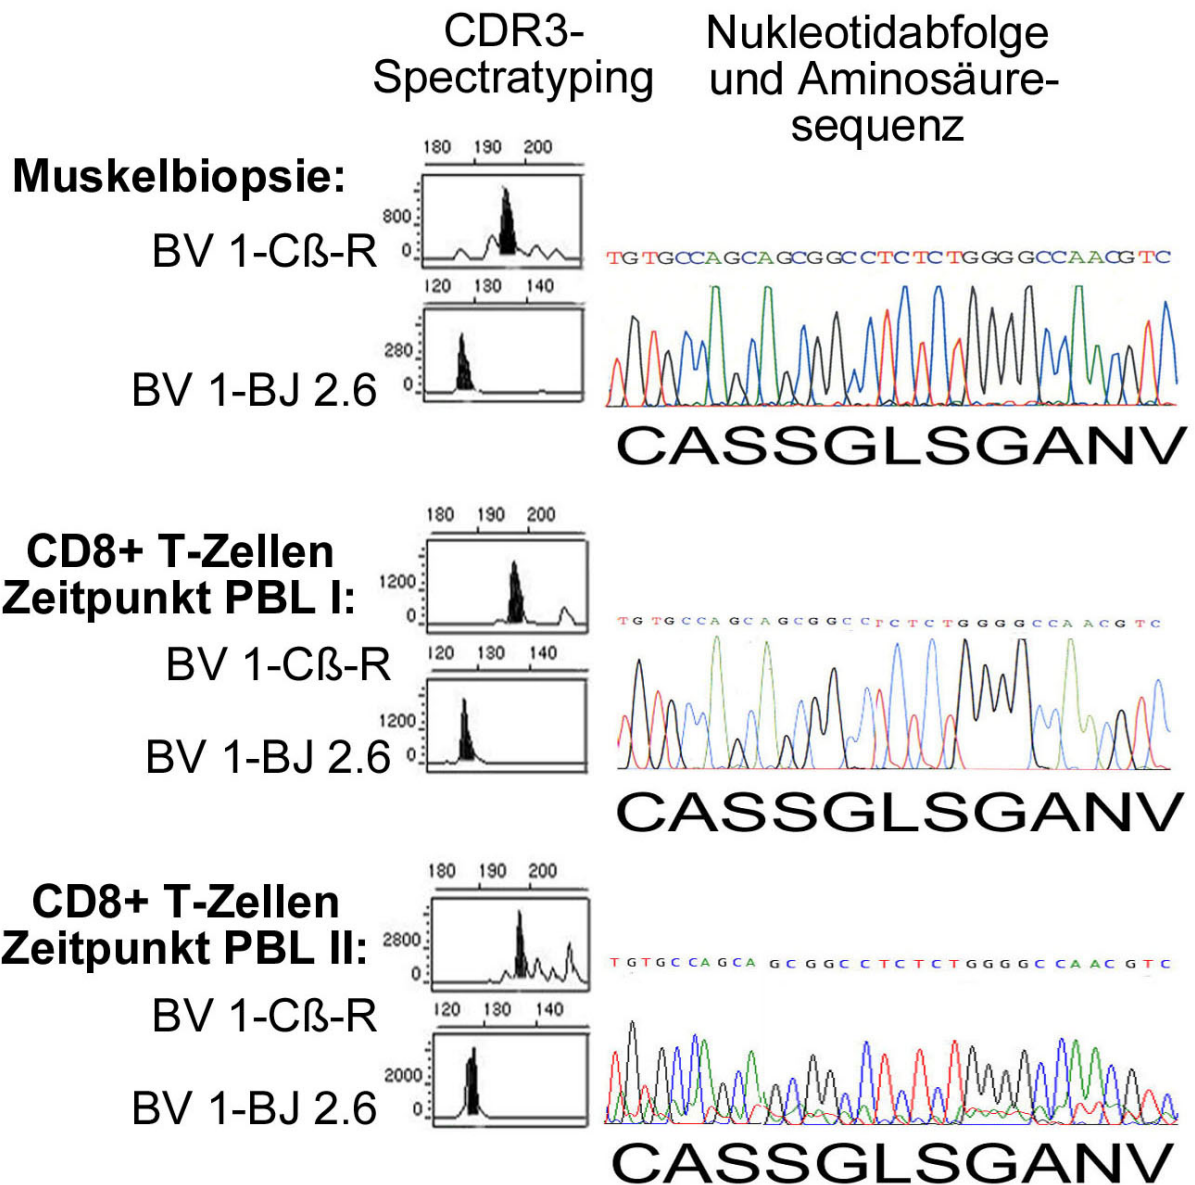 CDR3-
Spectratyping
Nukleotidabfolge
und Aminosäure-
sequenz
Muskelbiopsie:
180 190 200
BV 1-Cß-R
800
0
TGTGCCAGCAGCGGCCTCTCTGGGGCCAACGTC
120 130 140
BV 1-BJ 2.6
280
0
CASSGLSGANV
CD8+ T-Zellen
Zeitpunkt PBL I:
180 190 200
1200
0
BV 1-Cß-R
TGTGCCAGCAGCGGCCTCTCTGGGGCCAACGTC
120 130 140
BV 1-BJ 2.6
1200
0
CASSGLSGANV
CD8+ T-Zellen
Zeitpunkt PBL II:
180 190 200
2800
0
BV 1-Cß-R
TGTGCCAGCA GCGGCCTCTCTGGGGCCAACGTC
120 130 140
BV 1-BJ 2.6
2000
0
CASSGLSGANV